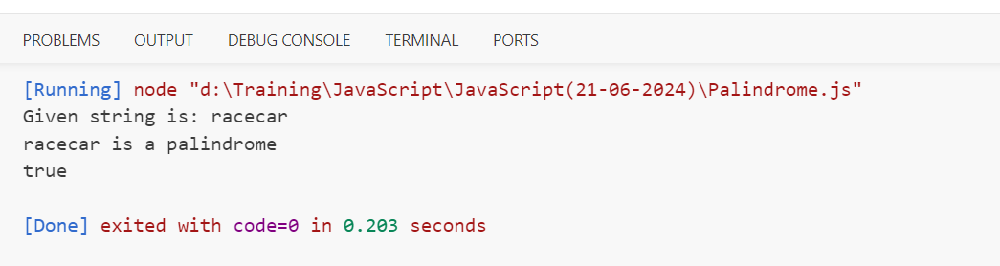 PROBLEMS OUTPUT DEBUG CONSOLE TERMINAL PORTS
[Running] node "d:\Training\JavaScript\JavaScript(21-06-2024)\Palindrome.js"
Given string is: racecar
racecar is a palindrome
true
[Done] exited with code=0 in 0.203 seconds